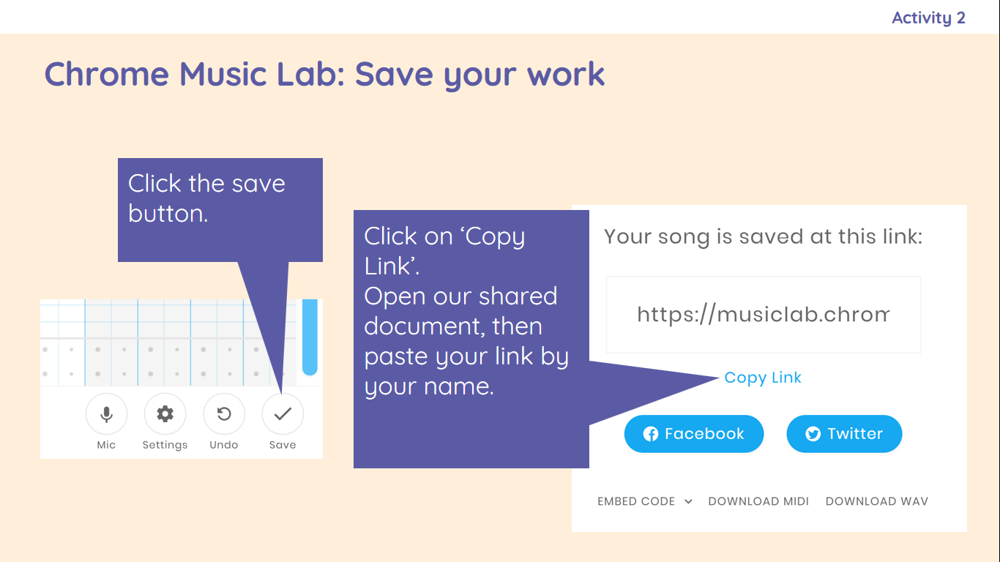 Activity 2
Chrome Music Lab: Save your work
Click the save
button.
Mic
Settings
Undo
Save
Click on ‘Copy
Link’.
Open our shared
document, then
paste your link by
your name.
Your song is saved at this link:
https://musiclab.chrom
Copy Link
Facebook
Twitter
EMBED CODE
DOWNLOAD MIDI
DOWNLOAD WAV